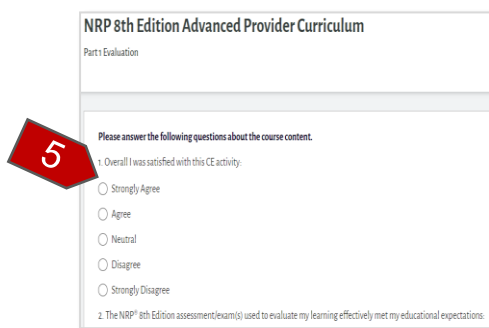 NRP 8th Edition Advanced Provider Curriculum
Part 1 Evaluation
Please answer the following questions about the course content.
5
1. Overall I was satisfied with this CE activity:
Strongly Agree
Agree
Neutral
Disagree
Strongly Disagree
2. The NRP® 8th Edition assessment/exam(s) used to evaluate my learning effectively met my educational expectations: